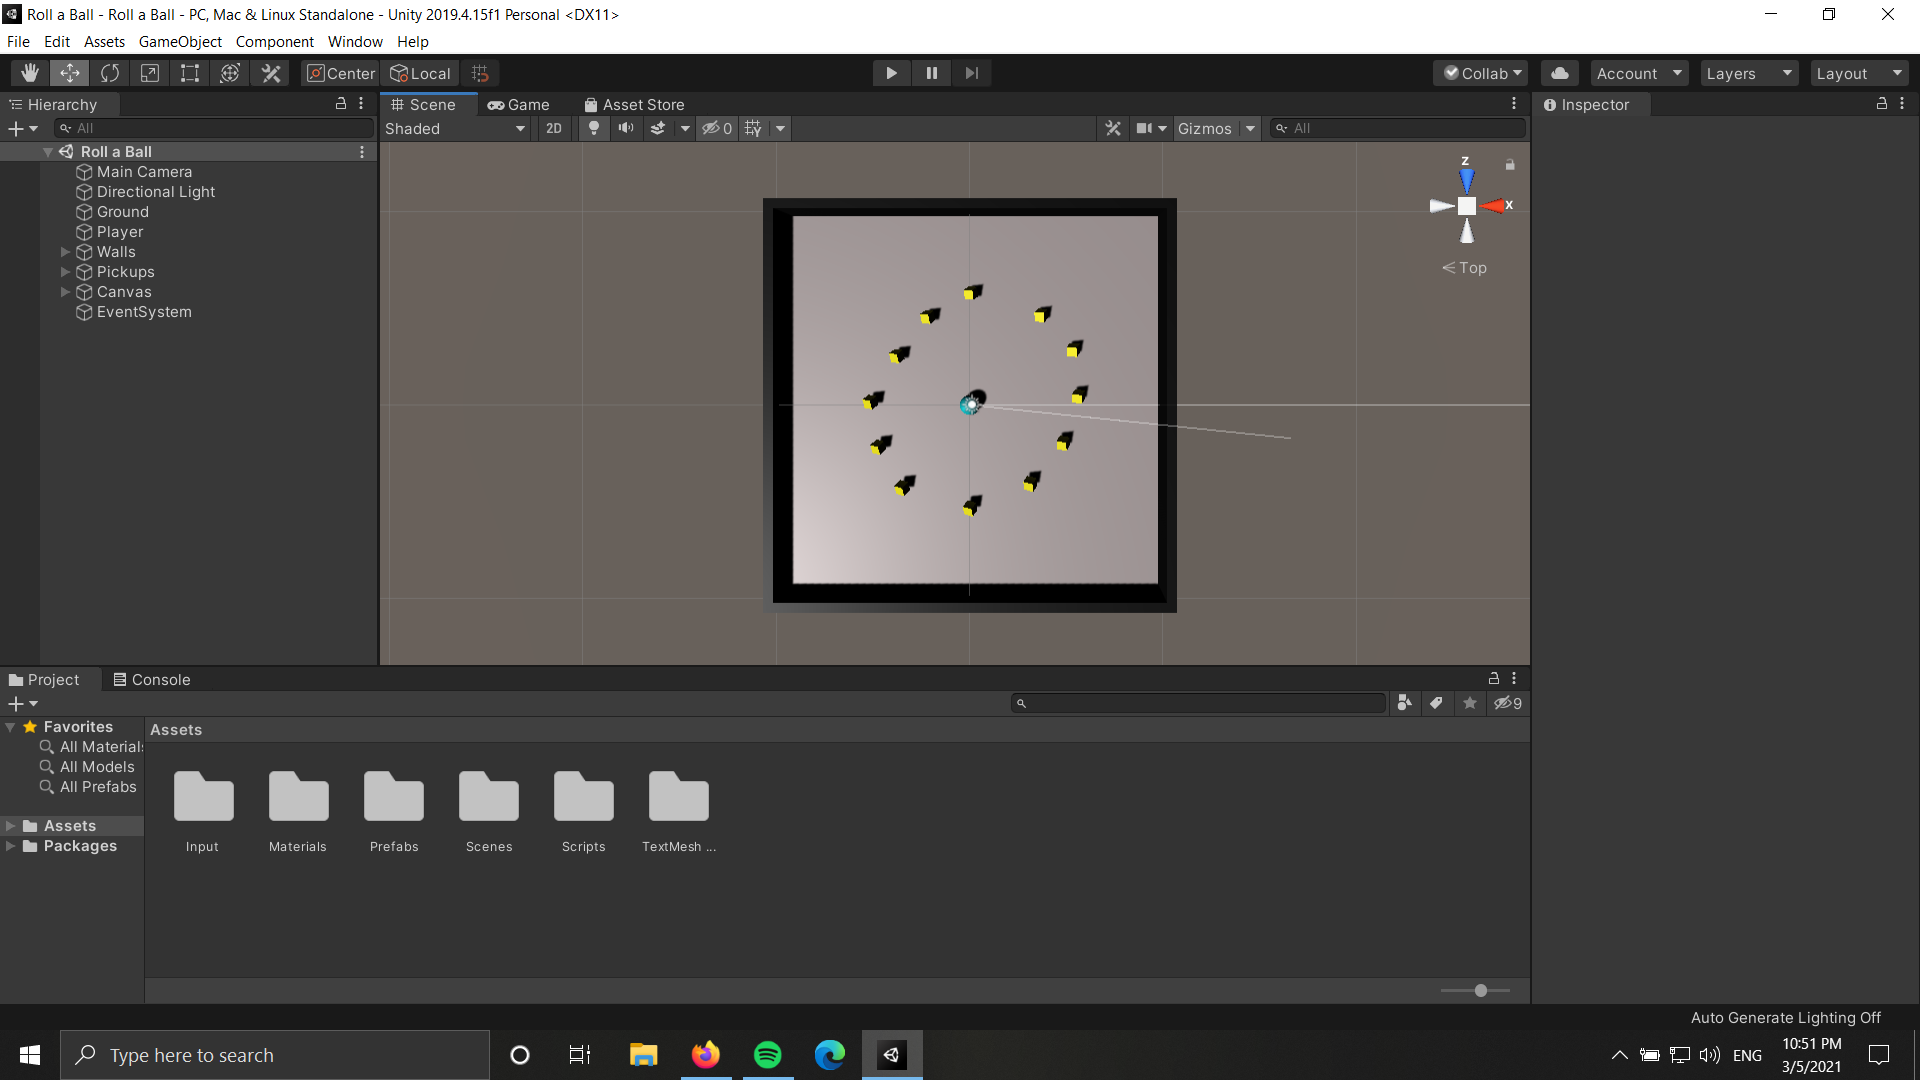 Roll a Ball - Roll a Ball - PC, Mac & Linux Standalone - Unity 2019.4.15f1 Personal <DX11>
File Edit Assets GameObject Component Window Help
Center Local Collab Account Layers Layout
Hierarchy
All
Roll a Ball
Main Camera
Directional Light
Ground
Player
Walls
Pickups
Canvas
EventSystem
Scene Game Asset Store
Shaded 2D 0 Gizmos All
z
x
Top
Inspector
Project Console
9
Favorites
All Materials
All Models
All Prefabs
Assets
Packages
Assets
Input Materials Prefabs Scenes Scripts TextMesh ...
Auto Generate Lighting Off
Type here to search
ENG
10:51 PM
3/5/2021